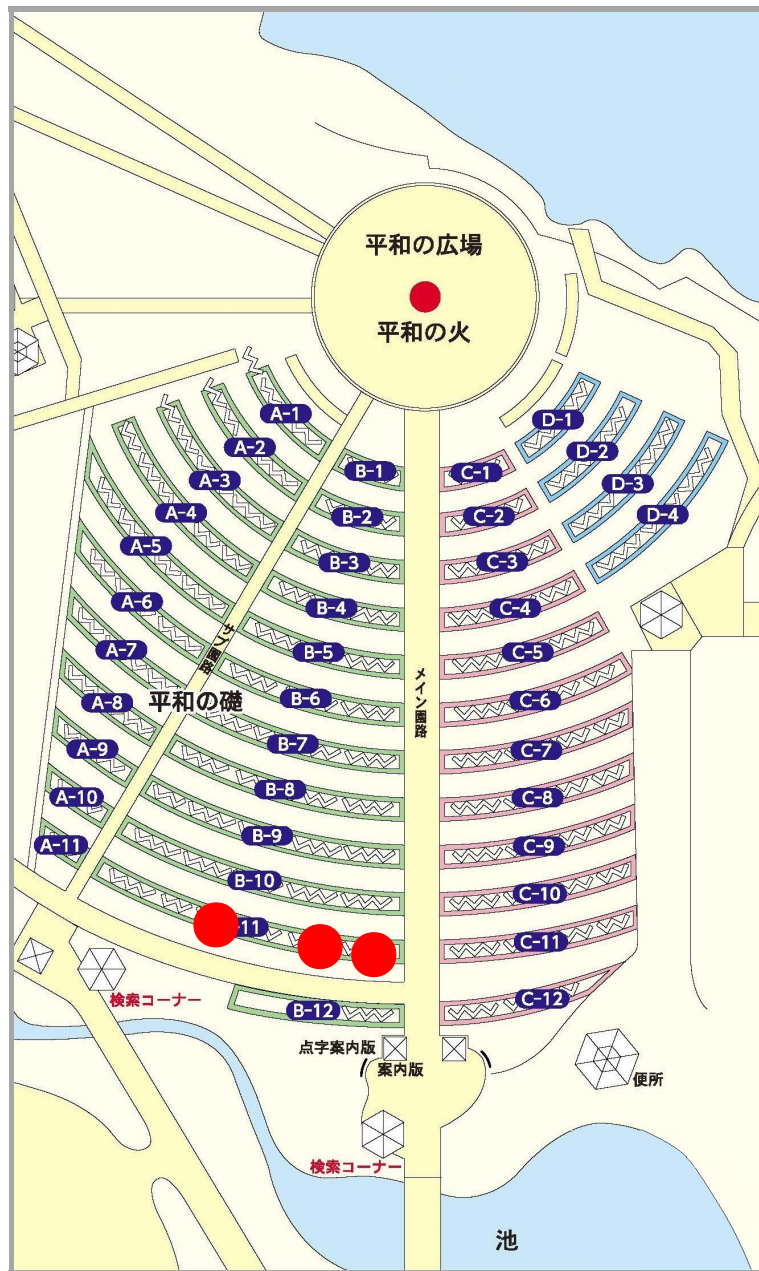 平和の広場
平和の火
A-1
A-2
A-3
A-4
A-5
A-6
A-7
A-8
A-9
A-10
A-11
B-1
B-2
B-3
B-4
B-5
B-6
B-7
B-8
B-9
B-10
-11
B-12
C-1
C-2
C-3
C-4
C-5
C-6
C-7
C-8
C-9
C-10
C-11
C-12
D-1
D-2
D-3
D-4
サブ園路
メイン園路
平和の礎
検索コーナー
点字案内版
案内版
便所
検索コーナー
池